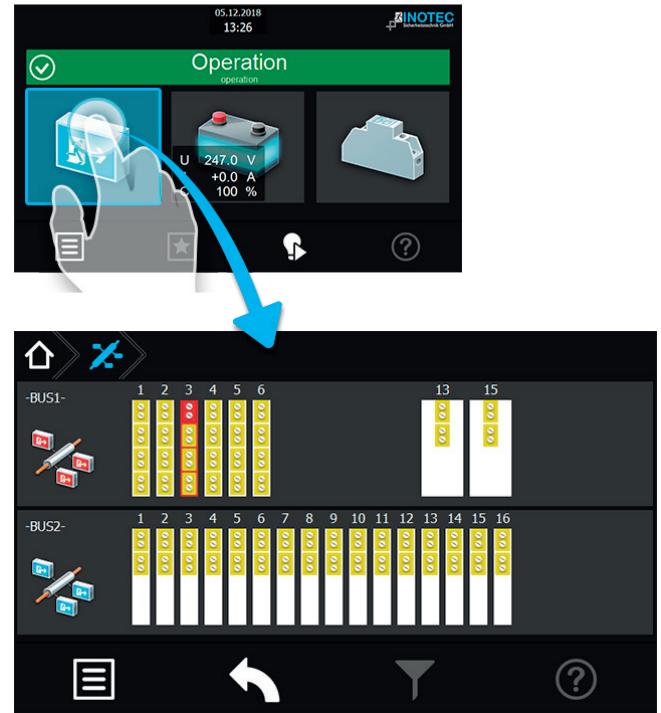 05.12.2018
13:26
INOTEC
Sicherheitstechnik GmbH
Operation
operation
U 247.0 V
+0.0 A
100 %
-BUS1-
1 2 3 4 5 6 13 15
-BUS2-
1 2 3 4 5 6 7 8 9 10 11 12 13 14 15 16